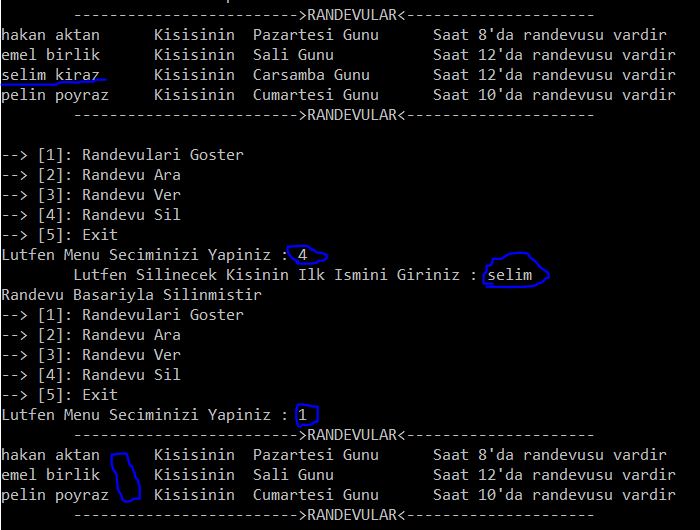 ------------------------->RANDEVULAR<---------------------
hakan aktan Kisisinin Pazartesi Gunu Saat 8'da randevusu vardir
emel birlik Kisisinin Sali Gunu Saat 12'da randevusu vardir
selim kiraz Kisisinin Carsamba Gunu Saat 12'da randevusu vardir
pelin poyraz Kisisinin Cumartesi Gunu Saat 10'da randevusu vardir
------------------------->RANDEVULAR<---------------------
--> [1]: Randevulari Goster
--> [2]: Randevu Ara
--> [3]: Randevu Ver
--> [4]: Randevu Sil
--> [5]: Exit
Lutfen Menu Seciminizi Yapiniz : 4
Lutfen Silinecek Kisinin Ilk Ismini Giriniz : selim
Randevu Basariyla Silinmistir
--> [1]: Randevulari Goster
--> [2]: Randevu Ara
--> [3]: Randevu Ver
--> [4]: Randevu Sil
--> [5]: Exit
Lutfen Menu Seciminizi Yapiniz : 1
------------------------->RANDEVULAR<---------------------
hakan aktan Kisisinin Pazartesi Gunu Saat 8'da randevusu vardir
emel birlik Kisisinin Sali Gunu Saat 12'da randevusu vardir
pelin poyraz Kisisinin Cumartesi Gunu Saat 10'da randevusu vardir
------------------------->RANDEVULAR<---------------------